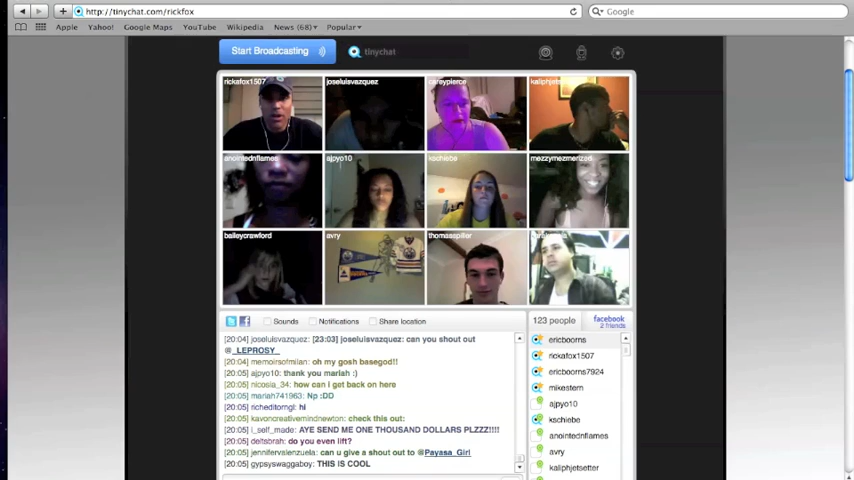 http://tinychat.com/rickfox
Google
Apple Yahoo! Google Maps YouTube Wikipedia News (68) Popular
Start Broadcasting
tinychat
rickafox1507 joseluisvazquez caseypierce kaliphjets
anointednflames ajpyo10 kschiebe mezzymezmerized
baileycrawford avry thomasspiller
Sounds Notifications Share location
123 people
facebook
2 friends
[20:04] joseluisvazquez: [23:03] joseluisvazquez: can you shout out
@_LEPROSY_
[20:04] memoirsofmilan: oh my gosh basegod!!
[20:05] ajpyo10: thank you mariah :)
[20:05] nicosia_34: how can i get back on here
[20:05] mariah741963: Np :DD
[20:05] richeditorngl: hi
[20:05] kavoncreativemindnewton: check this out:
[20:05] i_self_made: AYE SEND ME ONE THOUSAND DOLLARS PLZZZ!!!!
[20:05] deltsbrah: do you even lift?
[20:05] jennifervalenzuela: can u give a shout out to @Payasa_Girl
[20:05] gypsyswaggaboy: THIS IS COOL
ericboorns
rickafox1507
ericboorns7924
mikestern
ajpyo10
kschiebe
anointednflames
avry
kaliphjetsetter